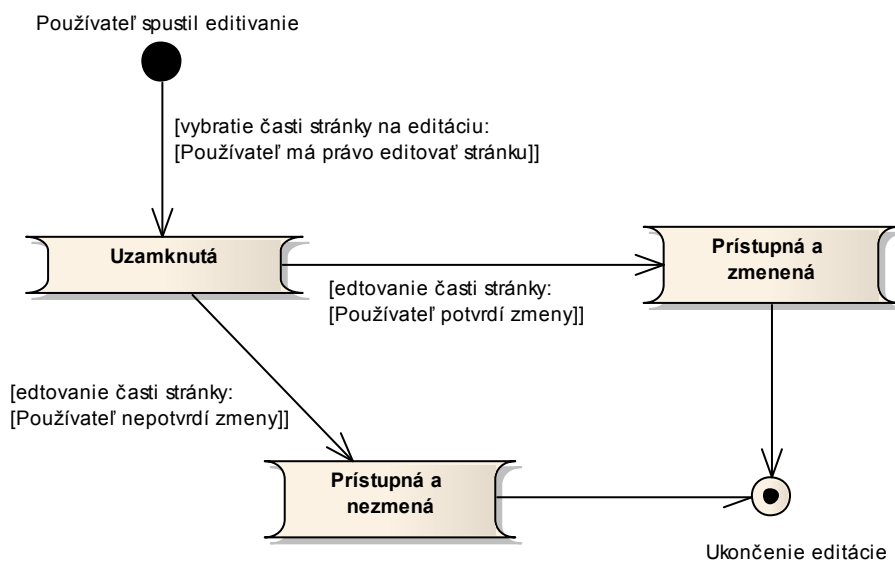 Používateľ spustil editivanie
[vybratie časti stránky na editáciu:
[Používateľ má právo editovať stránku]]
Uzamknutá
Prístupná a
zmenená
[edtovanie časti stránky:
[Používateľ potvrdí zmeny]]
[edtovanie časti stránky:
[Používateľ nepotvrdí zmeny]]
Prístupná a
nezmená
Ukončenie editácie